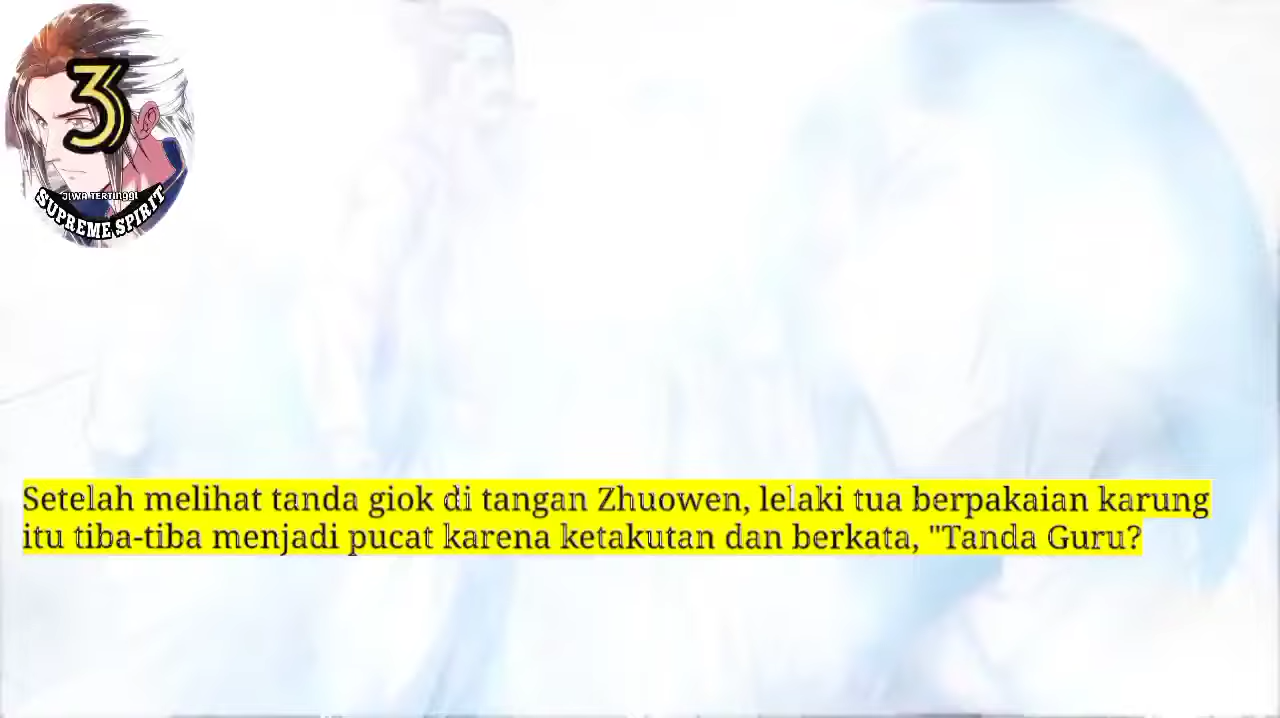 3
JIWA TERTINGGI
SUPREME SPIRIT
Setelah melihat tanda giok di tangan Zhuowen, lelaki tua berpakaian karung
itu tiba-tiba menjadi pucat karena ketakutan dan berkata, "Tanda Guru?